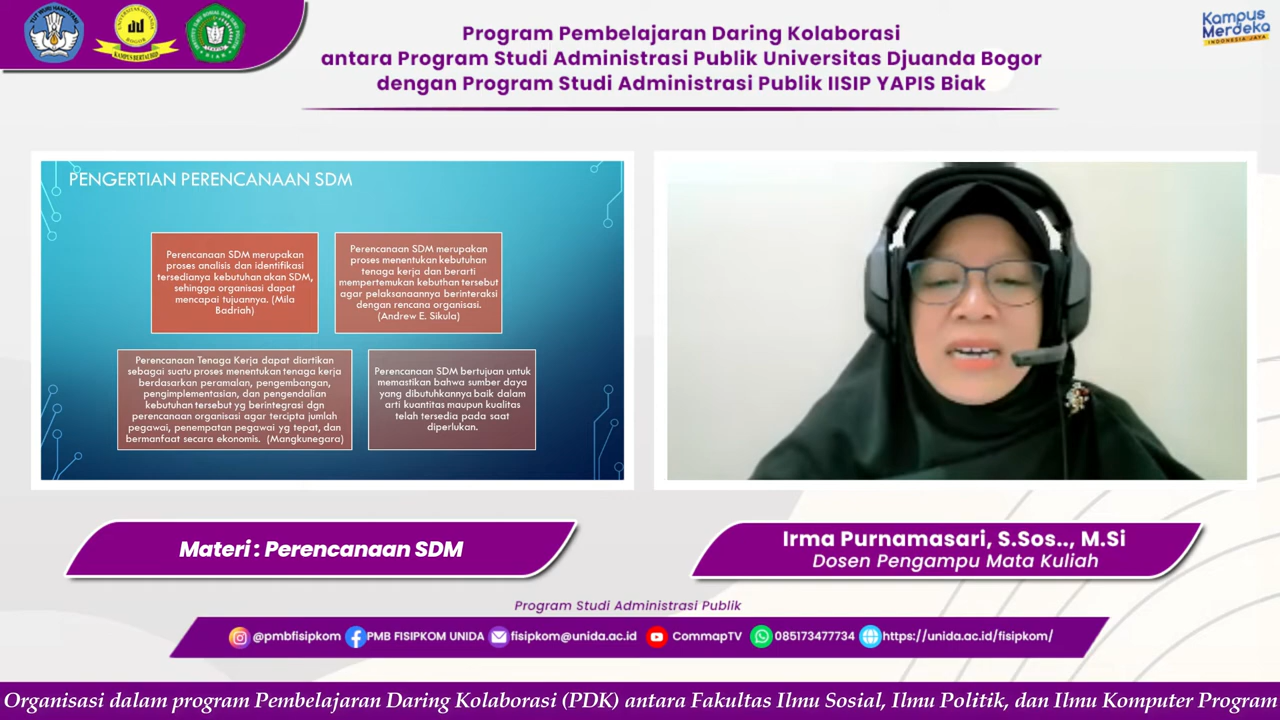 Program Pembelajaran Daring Kolaborasi
antara Program Studi Administrasi Publik Universitas Djuanda Bogor
dengan Program Studi Administrasi Publik IISIP YAPIS Biak
Kampus
Merdeka
INDONESIA JAYA
PENGERTIAN PERENCANAAN SDM
Perencanaan SDM merupakan
proses analisis dan identifikasi
tersedianya kebutuhan akan SDM,
sehingga organisasi dapat
mencapai tujuannya. (Mila
Badriah)
Perencanaan SDM merupakan
proses menentukan kebutuhan
tenaga kerja dan berarti
mempertemukan kebuthan tersebut
agar pelaksanaannya berinteraksi
dengan rencana organisasi.
(Andrew E. Sikula)
Perencanaan Tenaga Kerja dapat diartikan
sebagai suatu proses menentukan tenaga kerja
berdasarkan peramalan, pengembangan,
pengimplementasian, dan pengendalian
kebutuhan tersebut yg berintegrasi dgn
perencanaan organisasi agar tercipta jumlah
pegawai, penempatan pegawai yg tepat, dan
bermanfaat secara ekonomis. (Mangkunegara)
Perencanaan SDM bertujuan untuk
memastikan bahwa sumber daya
yang dibutuhkannya baik dalam
arti kuantitas maupun kualitas
telah tersedia pada saat
diperlukan.
Materi : Perencanaan SDM
Irma Purnamasari, S.Sos.., M.Si
Dosen Pengampu Mata Kuliah
Program Studi Administrasi Publik
@pmbfisipkom PMB FISIPKOM UNIDA fisipkom@unida.ac.id CommapTV 085173477734 https://unida.ac.id/fisipkom/
Organisasi dalam program Pembelajaran Daring Kolaborasi (PDK) antara Fakultas Ilmu Sosial, Ilmu Politik, dan Ilmu Komputer Program